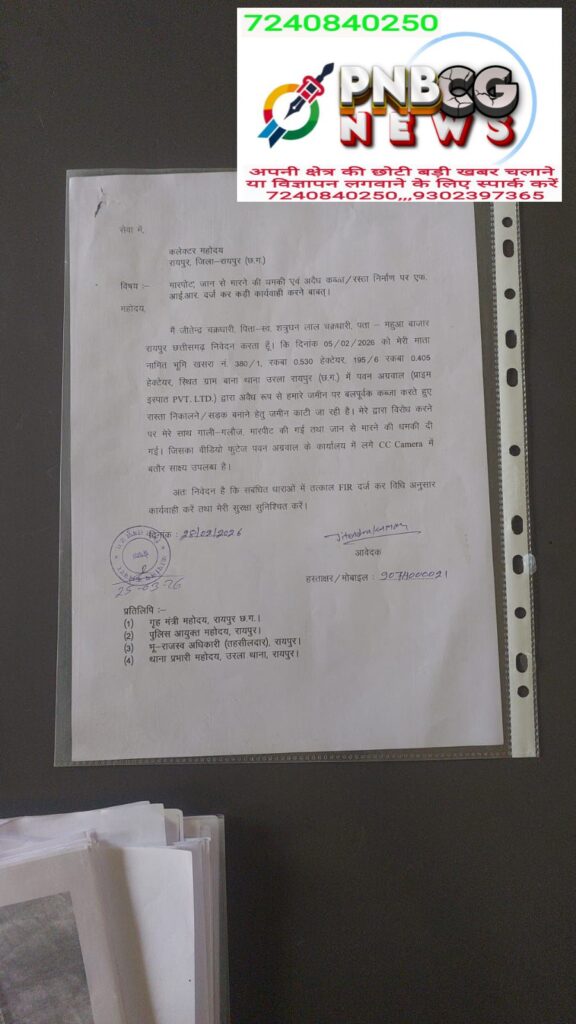 7240840250
PNBCG
NEWS
अपनी क्षेत्र की छोटी बड़ी खबर चलाने
या विज्ञापन लगवाने के लिए स्पार्क करें
7240840250,,,9302397365
सेवा में,
कलेक्टर महोदय
रायपुर, जिला–रायपुर (छ.ग.)
विषय :– मारपीट, जान से मारने की धमकी एवं अवैध कब्जा/रस्ता निर्माण पर एफ.
आई.आर. दर्ज कर कड़ी कार्यवाही करने बाबत्।
महोदय,
मैं जीतेन्द्र चक्रधारी, पिता–स्व. शत्रुघन लाल चक्रधारी, पता – महुआ बाजार
रायपुर छत्तीसगढ़ निवेदन करता हूँ। कि दिनांक 05/02/2026 को मेरी माता
नामित भूमि खसरा नं. 380/1, रकबा 0.530 हेक्टेयर, 195/6 रकबा 0.405
हेक्टेयर, स्थित ग्राम बाना थाना उरला रायपुर (छ.ग.) में पवन अग्रवाल (प्राइम
इस्पात PVT. LTD.) द्वारा अवैध रूप से हमारे जमीन पर बलपूर्वक कब्जा करते हुए
रास्ता निकालने/सड़क बनाने हेतु जमीन काटी जा रही है। मेरे द्वारा विरोध करने
पर मेरे साथ गाली-गलौज, मारपीट की गई तथा जान से मारने की धमकी दी
गई। जिसका वीडियो फुटेज पवन अग्रवाल के कार्यालय में लगे CC Camera में
बतौर साक्ष्य उपलब्ध है।
अतः निवेदन है कि संबंधित धाराओं में तत्काल FIR दर्ज कर विधि अनुसार
कार्यवाही करें तथा मेरी सुरक्षा सुनिश्चित करें।
दिनांक : 28/02/2026
Jitendra kumar
आवेदक
हस्ताक्षर/मोबाइल :
प्रतिलिपि :–
(1) गृह मंत्री महोदय, रायपुर छ.ग.।
(2) पुलिस आयुक्त महोदय, रायपुर।
(3) भू–राजस्व अधिकारी (तहसीलदार), रायपुर।
(4) थाना प्रभारी महोदय, उरला थाना, रायपुर।